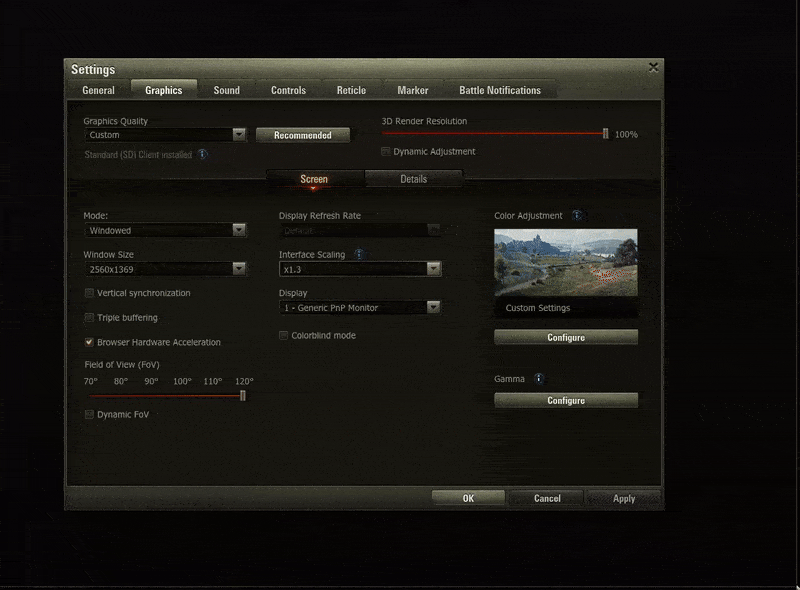 Settings
General Graphics Sound Controls Reticle Marker Battle Notifications
Graphics Quality
Custom
Recommended
Standard (SD) Client installed
3D Render Resolution
100%
Dynamic Adjustment
Screen Details
Mode:
Windowed
Window Size
2560x1369
Vertical synchronization
Triple buffering
Browser Hardware Acceleration
Field of View (FoV)
70° 80° 90° 100° 110° 120°
Dynamic FoV
Display Refresh Rate
Default
Interface Scaling
x1.3
Display
1 - Generic PnP Monitor
Colorblind mode
Color Adjustment
Custom Settings
Configure
Gamma
Configure
OK Cancel Apply